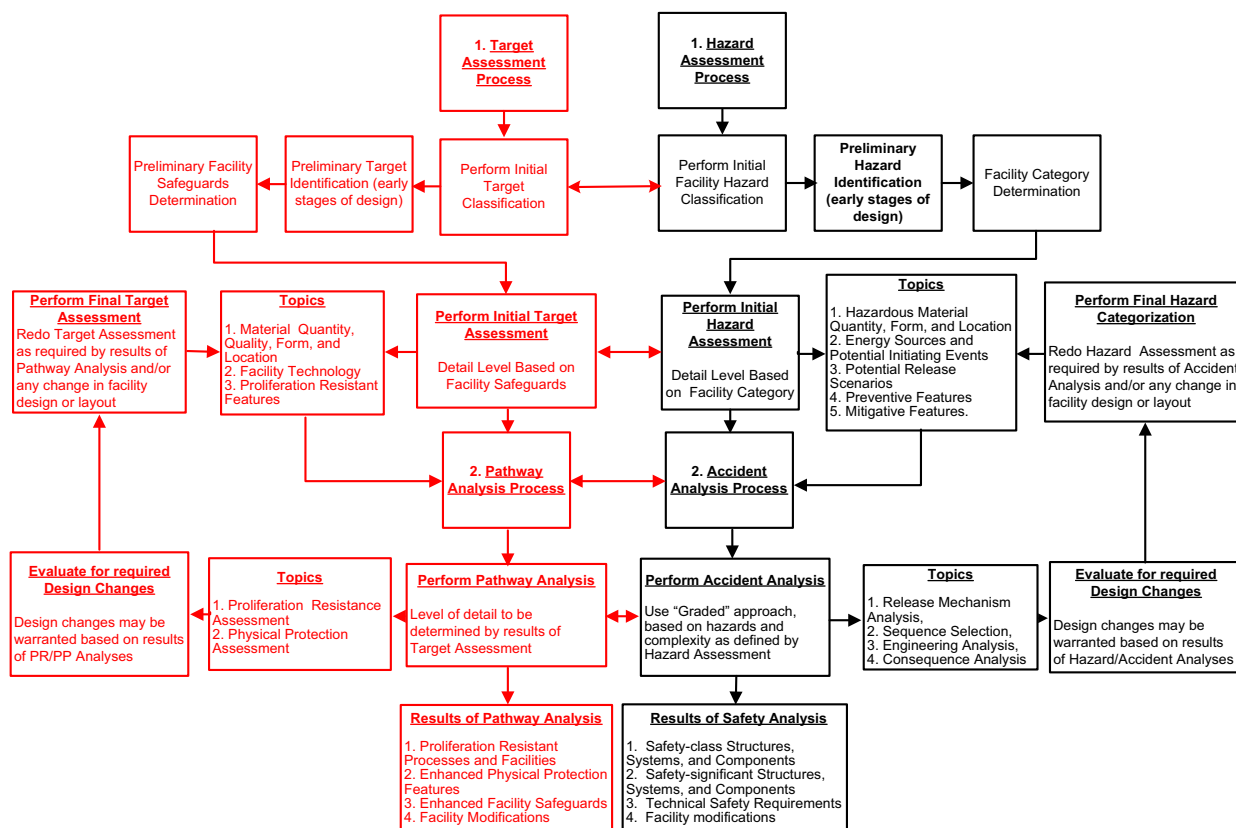 1. Target
Assessment
Process
1. Hazard
Assessment
Process
Preliminary Facility
Safeguards
Determination
Preliminary Target
Identification (early
stages of design)
Perform Initial
Target
Classification
Perform Initial
Facility Hazard
Classification
Preliminary
Hazard
Identification
(early stages of
design)
Facility Category
Determination
Perform Final Target
Assessment
Redo Target Assessment
as required by results of
Pathway Analysis and/or
any change in facility
design or layout
Topics
1. Material Quantity,
Quality, Form, and
Location
2. Facility Technology
3. Proliferation Resistant
Features
Perform Initial Target
Assessment
Detail Level Based on
Facility Safeguards
Perform Initial
Hazard
Assessment
Detail Level Based
on Facility Category
Topics
1. Hazardous Material
Quantity, Form, and Location
2. Energy Sources and
Potential Initiating Events
3. Potential Release
Scenarios
4. Preventive Features
5. Mitigative Features.
Perform Final Hazard
Categorization
Redo Hazard Assessment as
required by results of Accident
Analysis and/or any change in
facility design or layout
2. Pathway
Analysis Process
2. Accident
Analysis Process
Evaluate for required
Design Changes
Design changes may be
warranted based on results
of PR/PP Analyses
Topics
1. Proliferation Resistance
Assessment
2. Physical Protection
Assessment
Perform Pathway Analysis
Level of detail to be
determined by results of
Target Assessment
Perform Accident Analysis
Use “Graded” approach,
based on hazards and
complexity as defined by
Hazard Assessment
Topics
1. Release Mechanism
Analysis,
2. Sequence Selection,
3. Engineering Analysis,
4. Consequence Analysis
Evaluate for required
Design Changes
Design changes may be
warranted based on results
of Hazard/Accident Analyses
Results of Pathway Analysis
1. Proliferation Resistant
Processes and Facilities
2. Enhanced Physical Protection
Features
3. Enhanced Facility Safeguards
4. Facility Modifications
Results of Safety Analysis
1. Safety-class Structures,
Systems, and Components
2. Safety-significant Structures,
Systems, and Components
3. Technical Safety Requirements
4. Facility modifications